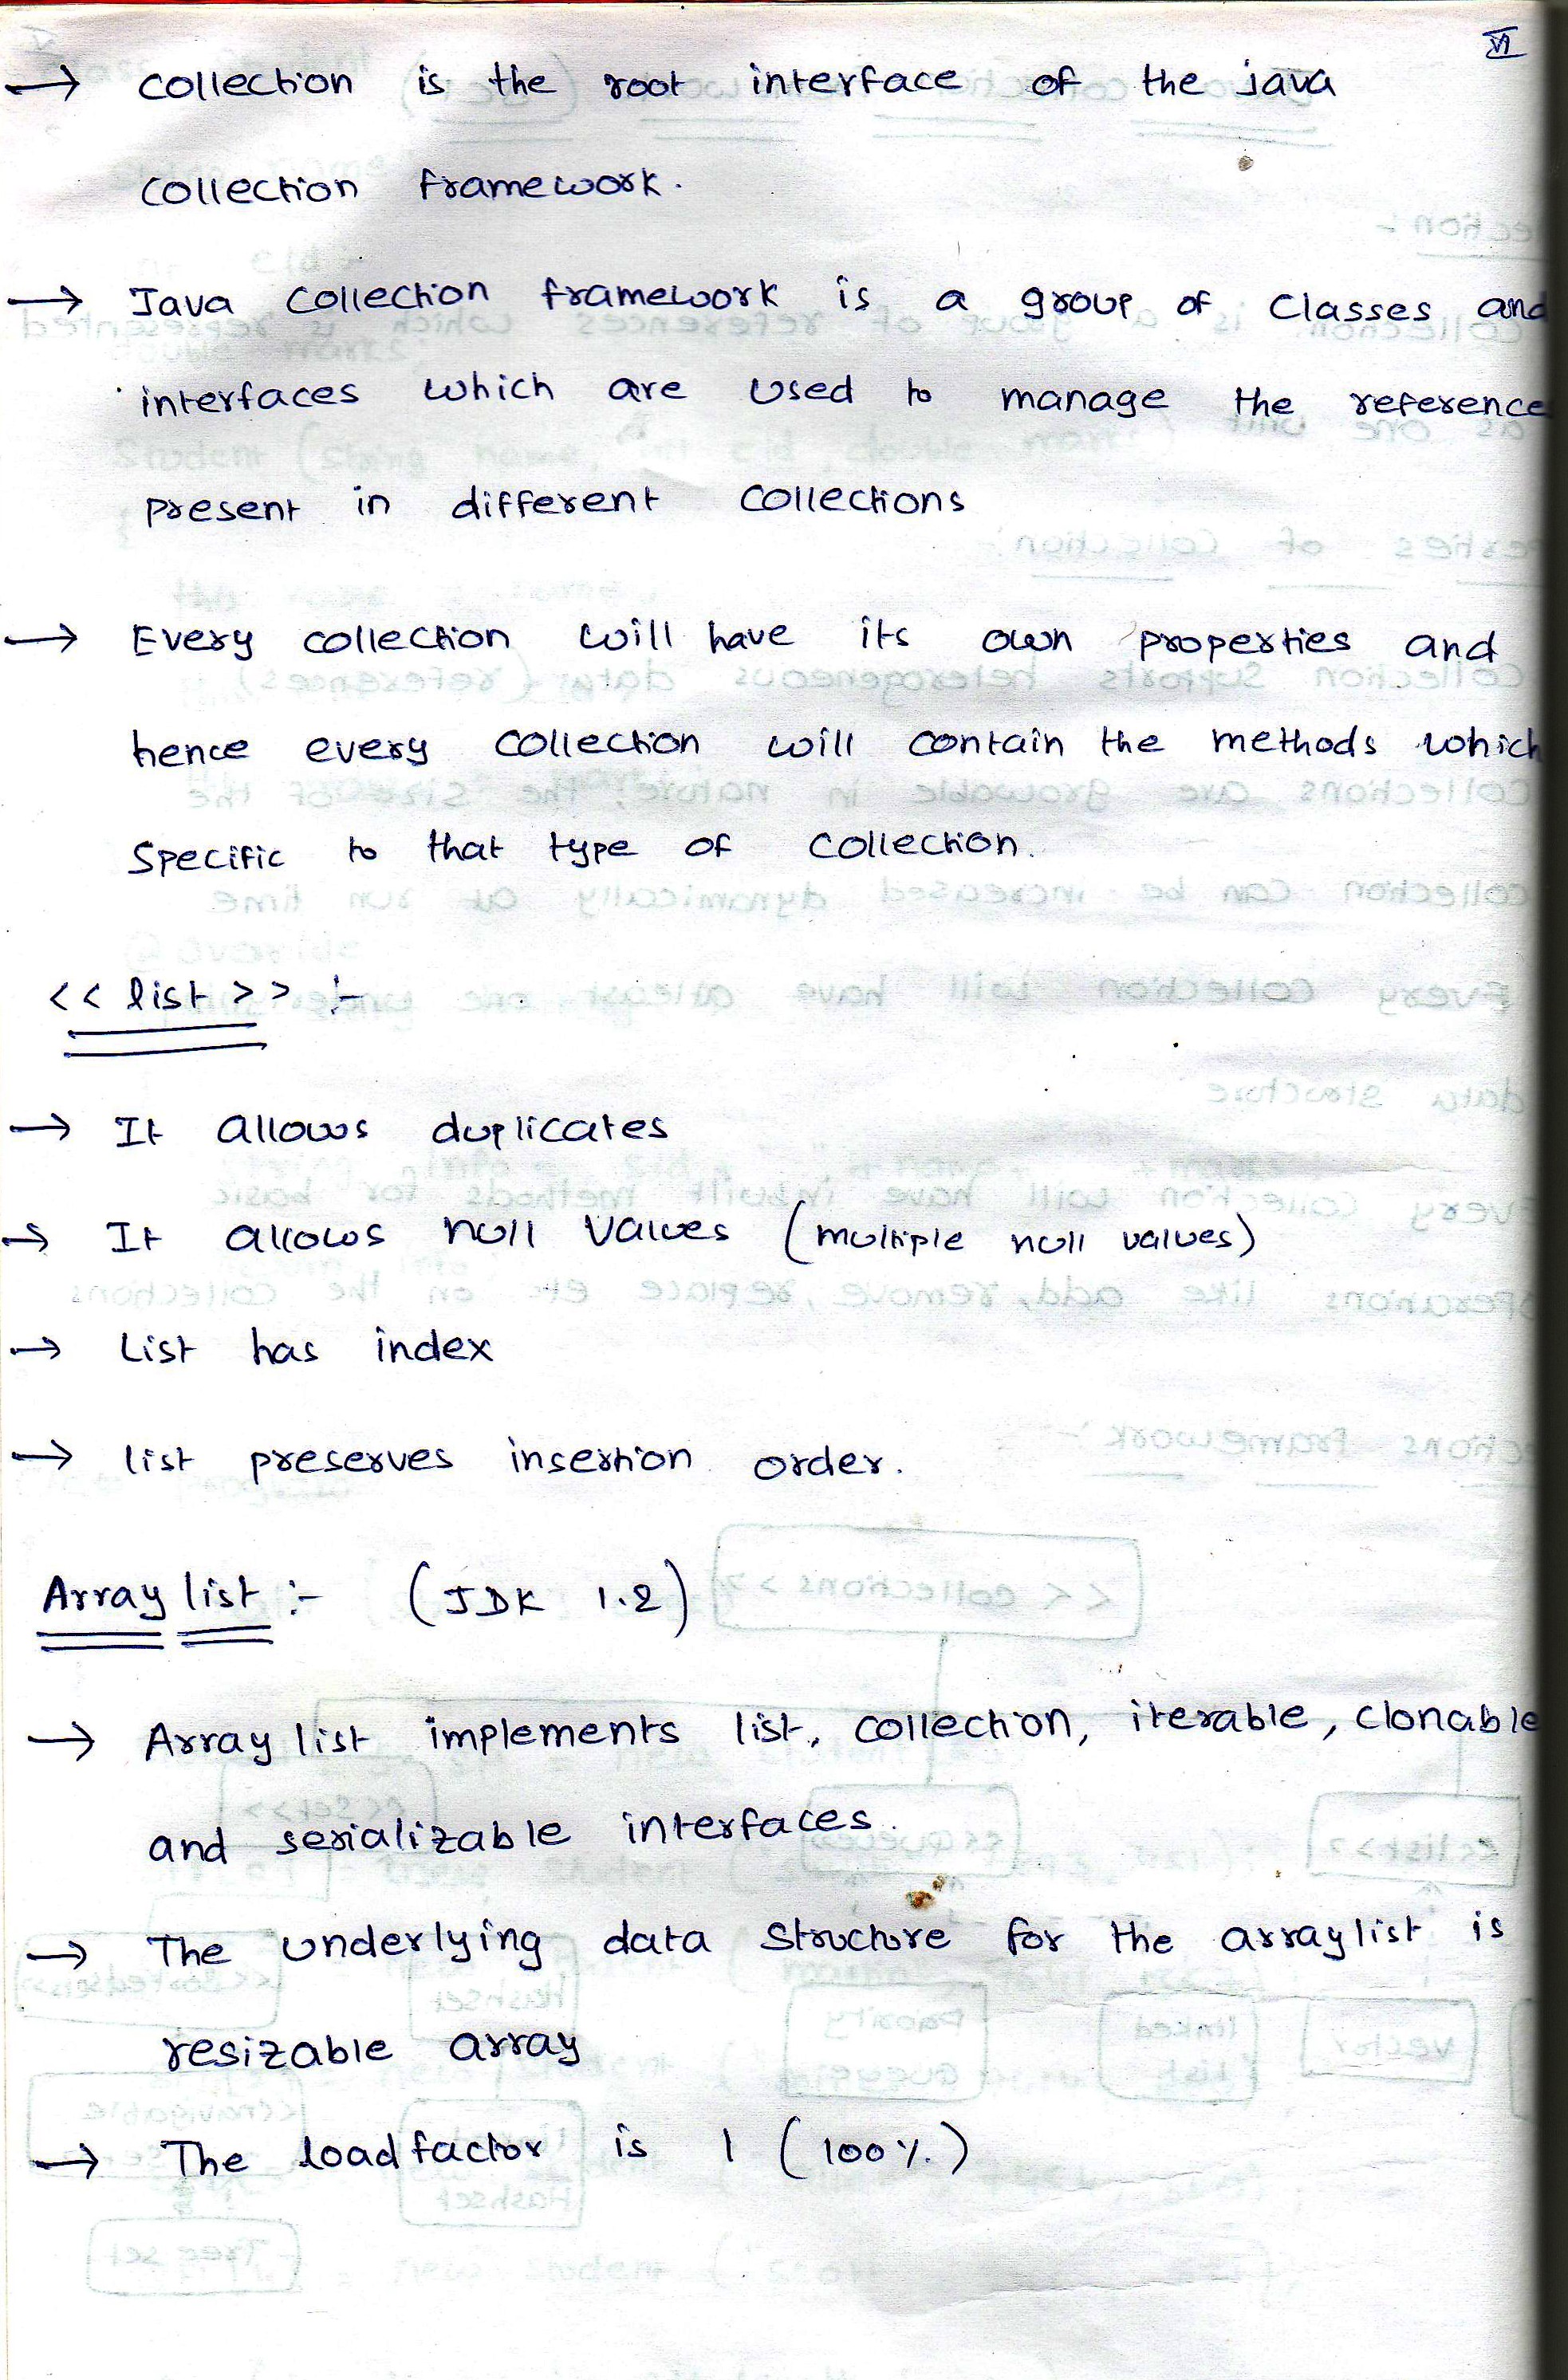 VI
→ collection is the root interface of the java
collection framework.
→ Java collection framework is a group of classes and
interfaces which are used to manage the reference
present in different collections
→ Every collection will have its own properties and
hence every collection will contain the methods which
specific to that type of collection.
<< list >> :-
→ It allows duplicates
→ It allows null values (multiple null values)
→ List has index
→ list preserves insertion order.
Array list :- (JDK 1.2)
→ Array list implements list, collection, iterable, clonable
and serializable interfaces.
→ The underlying data structure for the arraylist is
resizable array
→ The load factor is 1 (100%.)